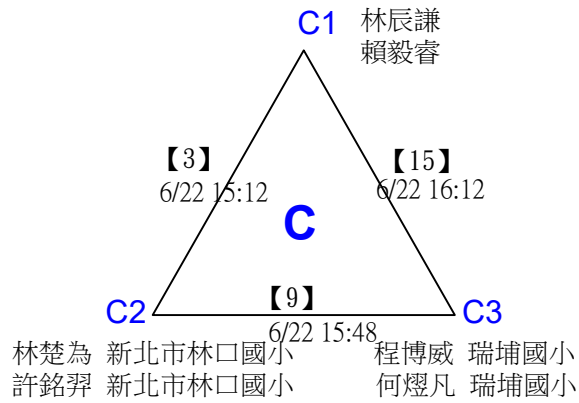 C1 林辰謙
賴毅睿
【3】 【15】
6/22 15:12 6/22 16:12
C
【9】
C2 C3
6/22 15:48
林楚為 新北市林口國小 程博威 瑞埔國小
許銘羿 新北市林口國小 何熤凡 瑞埔國小